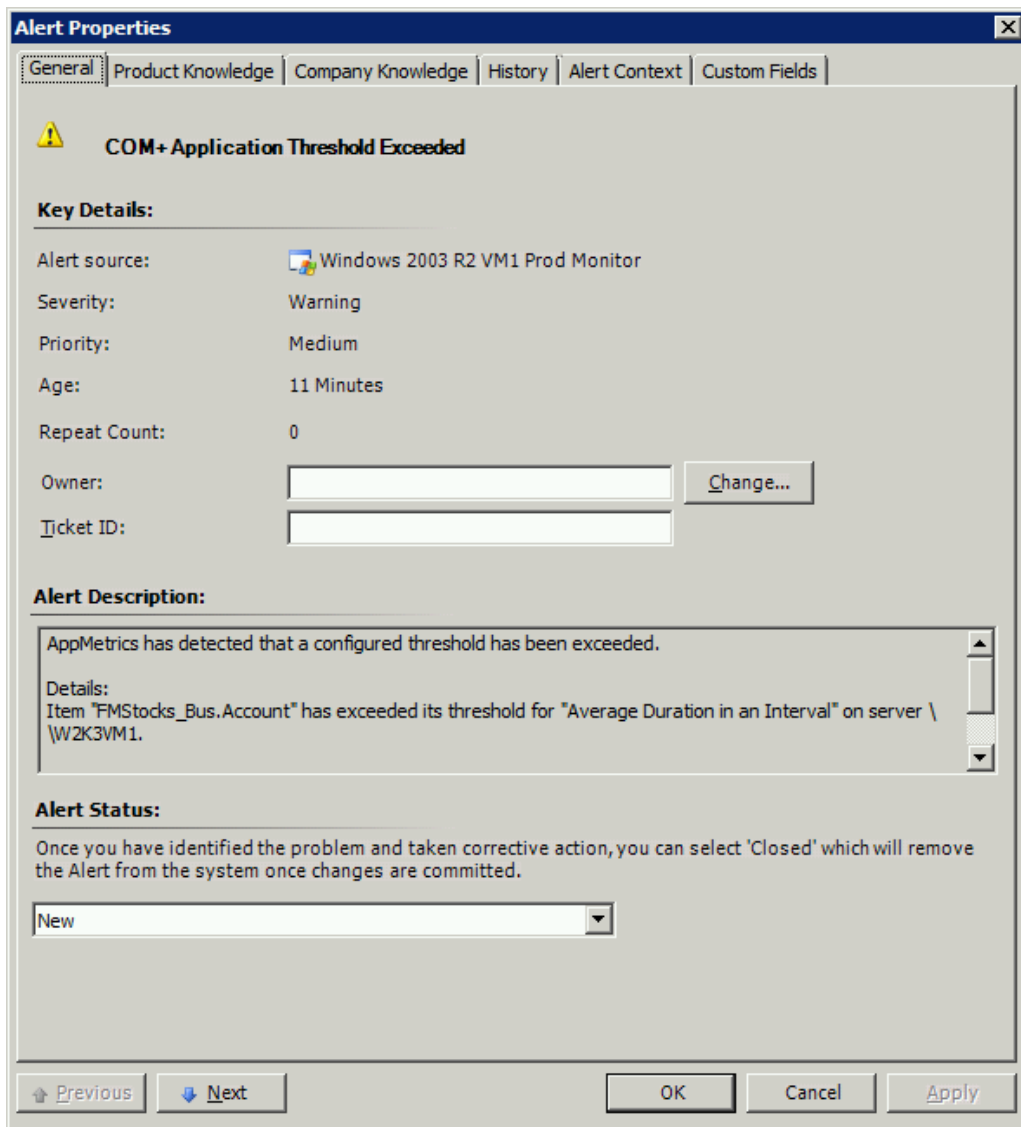 Alert Properties
General Product Knowledge Company Knowledge History Alert Context Custom Fields
COM+ Application Threshold Exceeded
Key Details:
Alert source: Windows 2003 R2 VM1 Prod Monitor
Severity: Warning
Priority: Medium
Age: 11 Minutes
Repeat Count: 0
Owner: Change...
Ticket ID:
Alert Description:
AppMetrics has detected that a configured threshold has been exceeded.
Details:
Item "FMStocks_Bus.Account" has exceeded its threshold for "Average Duration in an Interval" on server \
\W2K3VM1.
Alert Status:
Once you have identified the problem and taken corrective action, you can select 'Closed' which will remove
the Alert from the system once changes are committed.
New
Previous Next OK Cancel Apply